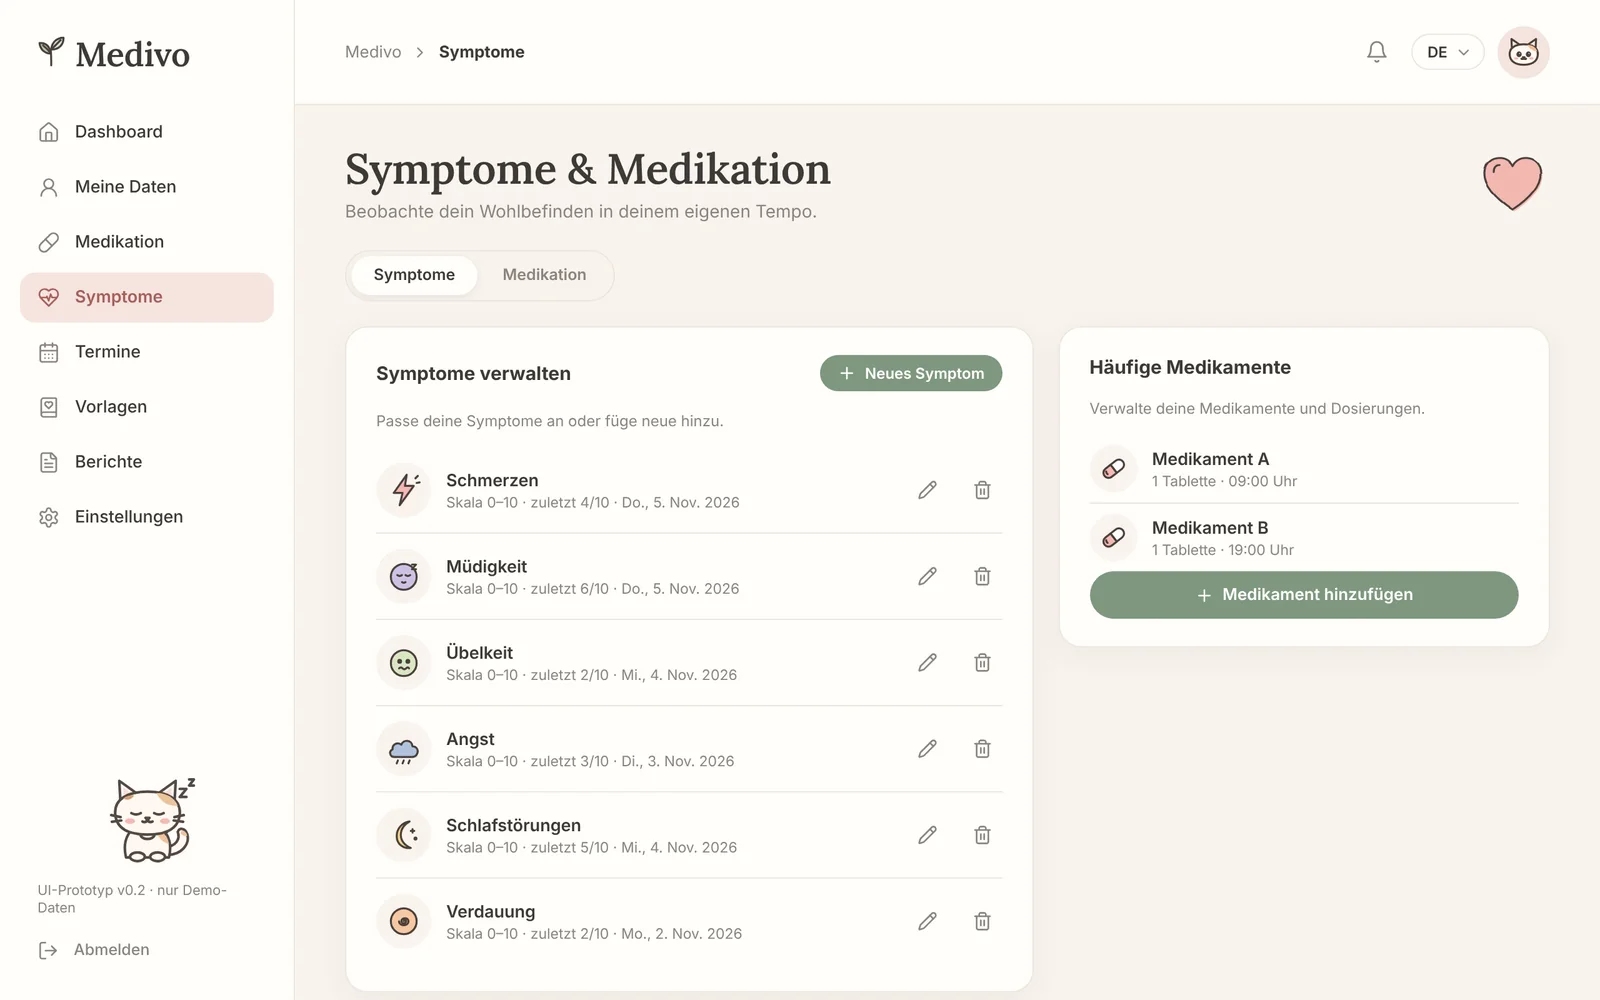 Medivo
Dashboard
Meine Daten
Medikation
Symptome
Termine
Vorlagen
Berichte
Einstellungen
z z
UI-Prototyp v0.2 · nur Demo-
Daten
Abmelden
Medivo > Symptome
DE
Symptome & Medikation
Beobachte dein Wohlbefinden in deinem eigenen Tempo.
Symptome
Medikation
Symptome verwalten
+ Neues Symptom
Passe deine Symptome an oder füge neue hinzu.
Schmerzen
Skala 0–10 · zuletzt 4/10 · Do., 5. Nov. 2026
Müdigkeit
Skala 0–10 · zuletzt 6/10 · Do., 5. Nov. 2026
Übelkeit
Skala 0–10 · zuletzt 2/10 · Mi., 4. Nov. 2026
Angst
Skala 0–10 · zuletzt 3/10 · Di., 3. Nov. 2026
Schlafstörungen
Skala 0–10 · zuletzt 5/10 · Mi., 4. Nov. 2026
Verdauung
Skala 0–10 · zuletzt 2/10 · Mo., 2. Nov. 2026
Häufige Medikamente
Verwalte deine Medikamente und Dosierungen.
Medikament A
1 Tablette · 09:00 Uhr
Medikament B
1 Tablette · 19:00 Uhr
+ Medikament hinzufügen